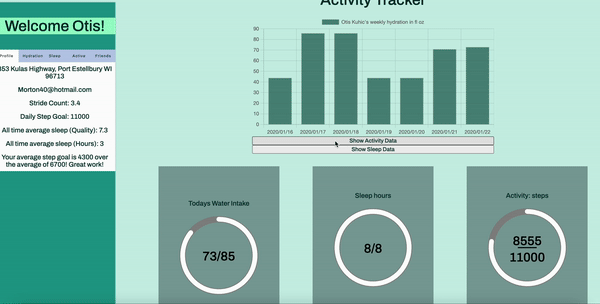 Activity Tracker
Welcome Otis!
Profile Hydration Sleep Active Friends
853 Kulas Highway, Port Estellbury WI
96713
Morton40@hotmail.com
Stride Count: 3.4
Daily Step Goal: 11000
All time average sleep (Quality): 7.3
All time average sleep (Hours): 3
Your average step goal is 4300 over
the average of 6700! Great work!
Otis Kuhic's weekly hydration in fl oz
90
80
70
60
50
40
30
20
10
0
2020/01/16 2020/01/17 2020/01/18 2020/01/19 2020/01/20 2020/01/21 2020/01/22
Show Activity Data
Show Sleep Data
Todays Water Intake
73/85
Sleep hours
8/8
Activity: steps
8555
11000